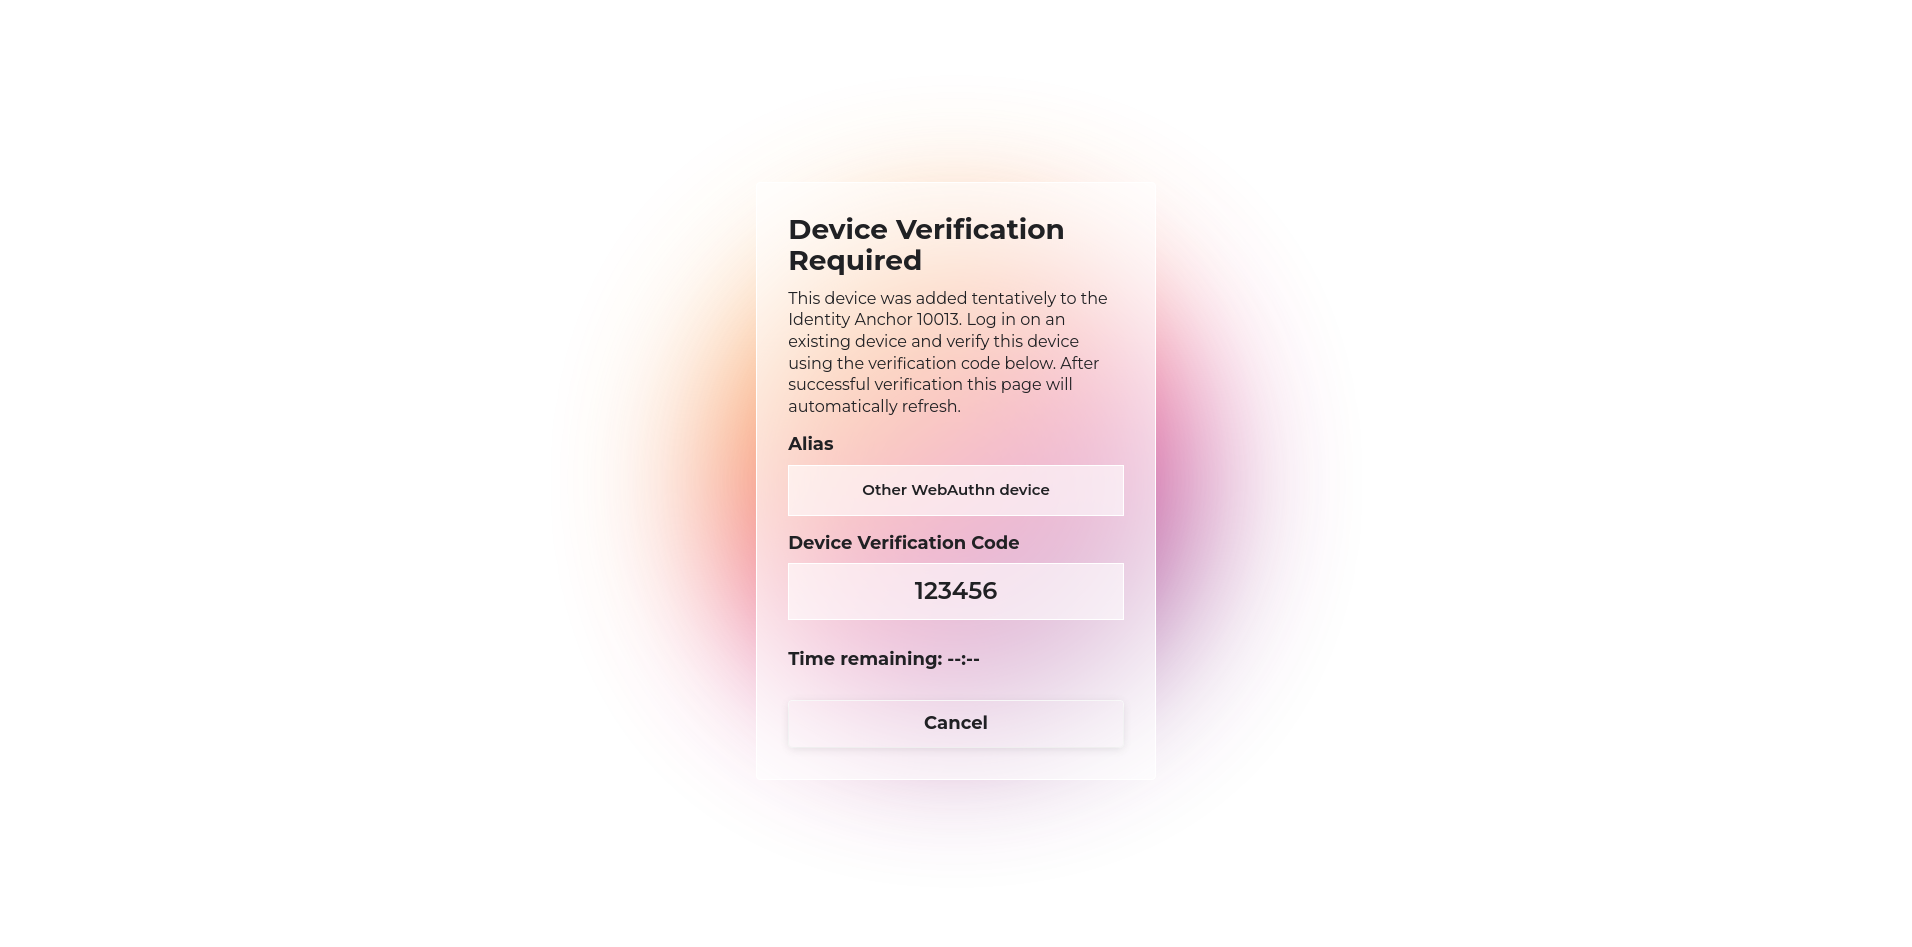 Device Verification
Required
This device was added tentatively to the
Identity Anchor 10013. Log in on an
existing device and verify this device
using the verification code below. After
successful verification this page will
automatically refresh.
Alias
Other WebAuthn device
Device Verification Code
123456
Time remaining: --:--
Cancel